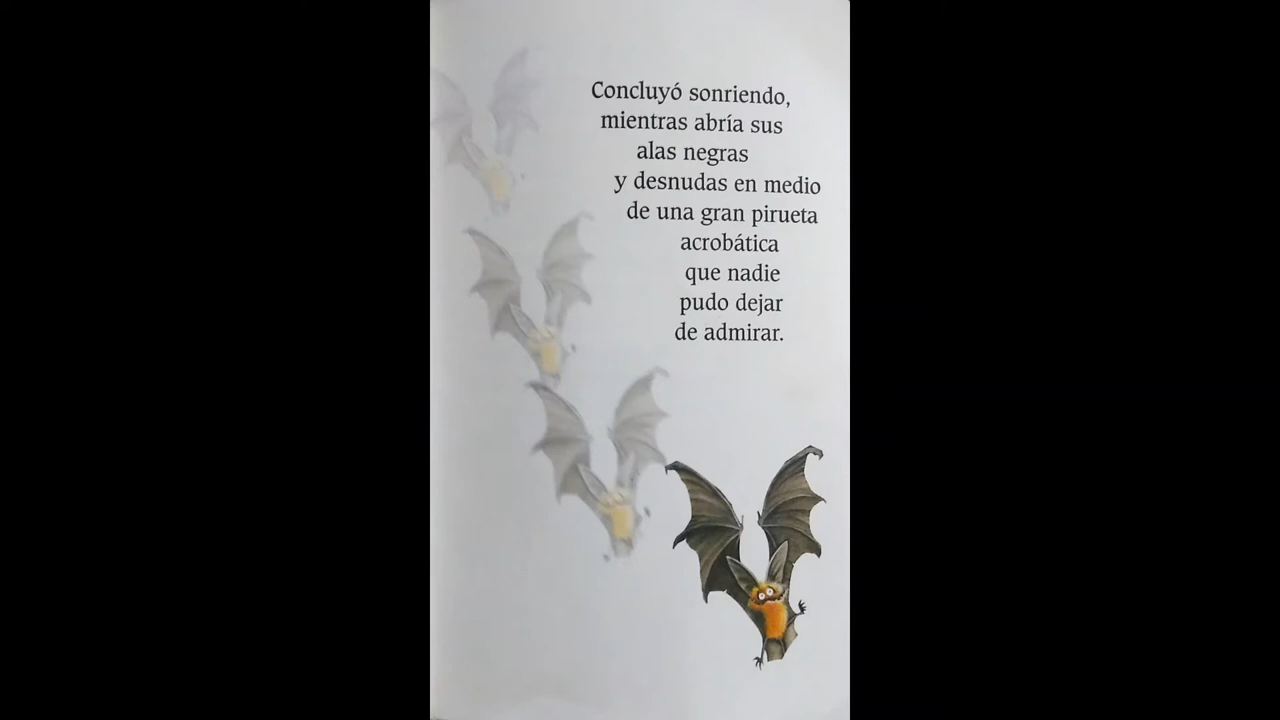 Concluyó sonriendo,
mientras abría sus
alas negras
y desnudas en medio
de una gran pirueta
acrobática
que nadie
pudo dejar
de admirar.